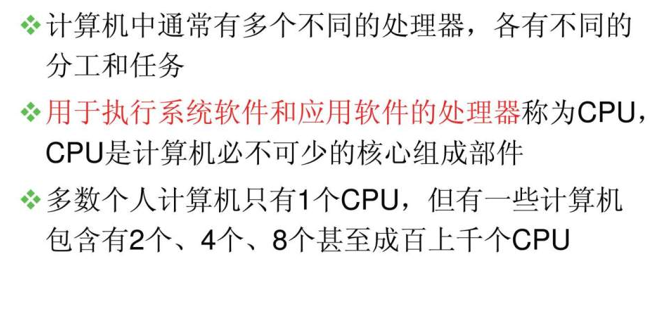 ❖计算机中通常有多个不同的处理器，各有不同的
分工和任务
❖用于执行系统软件和应用软件的处理器称为CPU，
CPU是计算机必不可少的核心组成部件
❖多数个人计算机只有1个CPU，但有一些计算机
包含有2个、4个、8个甚至成百上千个CPU